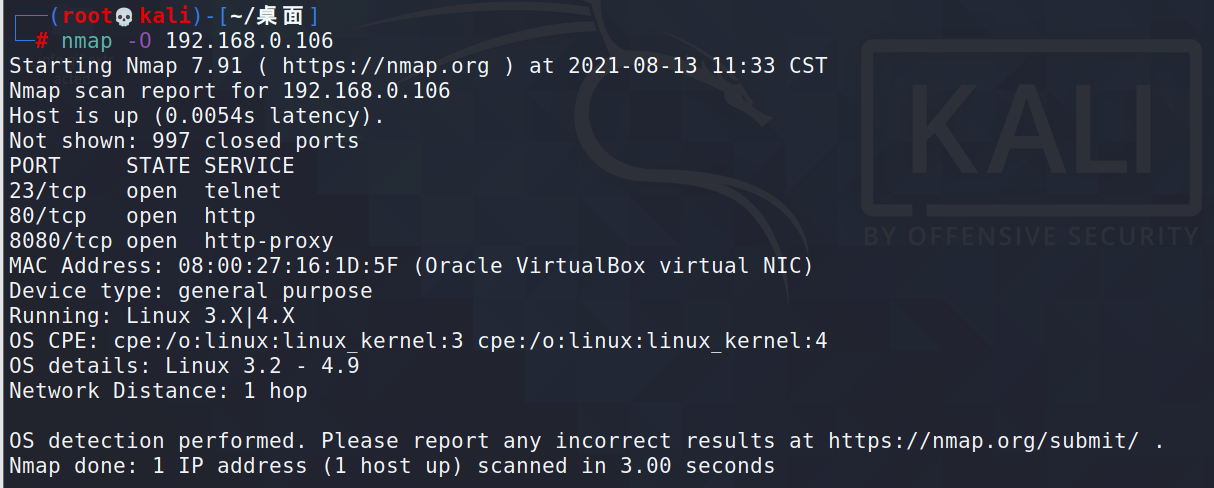 ┌──(root💀kali)-[~/桌面]
└─# nmap -O 192.168.0.106
Starting Nmap 7.91 ( https://nmap.org ) at 2021-08-13 11:33 CST
Nmap scan report for 192.168.0.106
Host is up (0.0054s latency).
Not shown: 997 closed ports
PORT     STATE SERVICE
23/tcp   open  telnet
80/tcp   open  http
8080/tcp open  http-proxy
MAC Address: 08:00:27:16:1D:5F (Oracle VirtualBox virtual NIC)
Device type: general purpose
Running: Linux 3.X|4.X
OS CPE: cpe:/o:linux:linux_kernel:3 cpe:/o:linux:linux_kernel:4
OS details: Linux 3.2 - 4.9
Network Distance: 1 hop
OS detection performed. Please report any incorrect results at https://nmap.org/submit/ .
Nmap done: 1 IP address (1 host up) scanned in 3.00 seconds
KALI
BY OFFENSIVE SECURITY